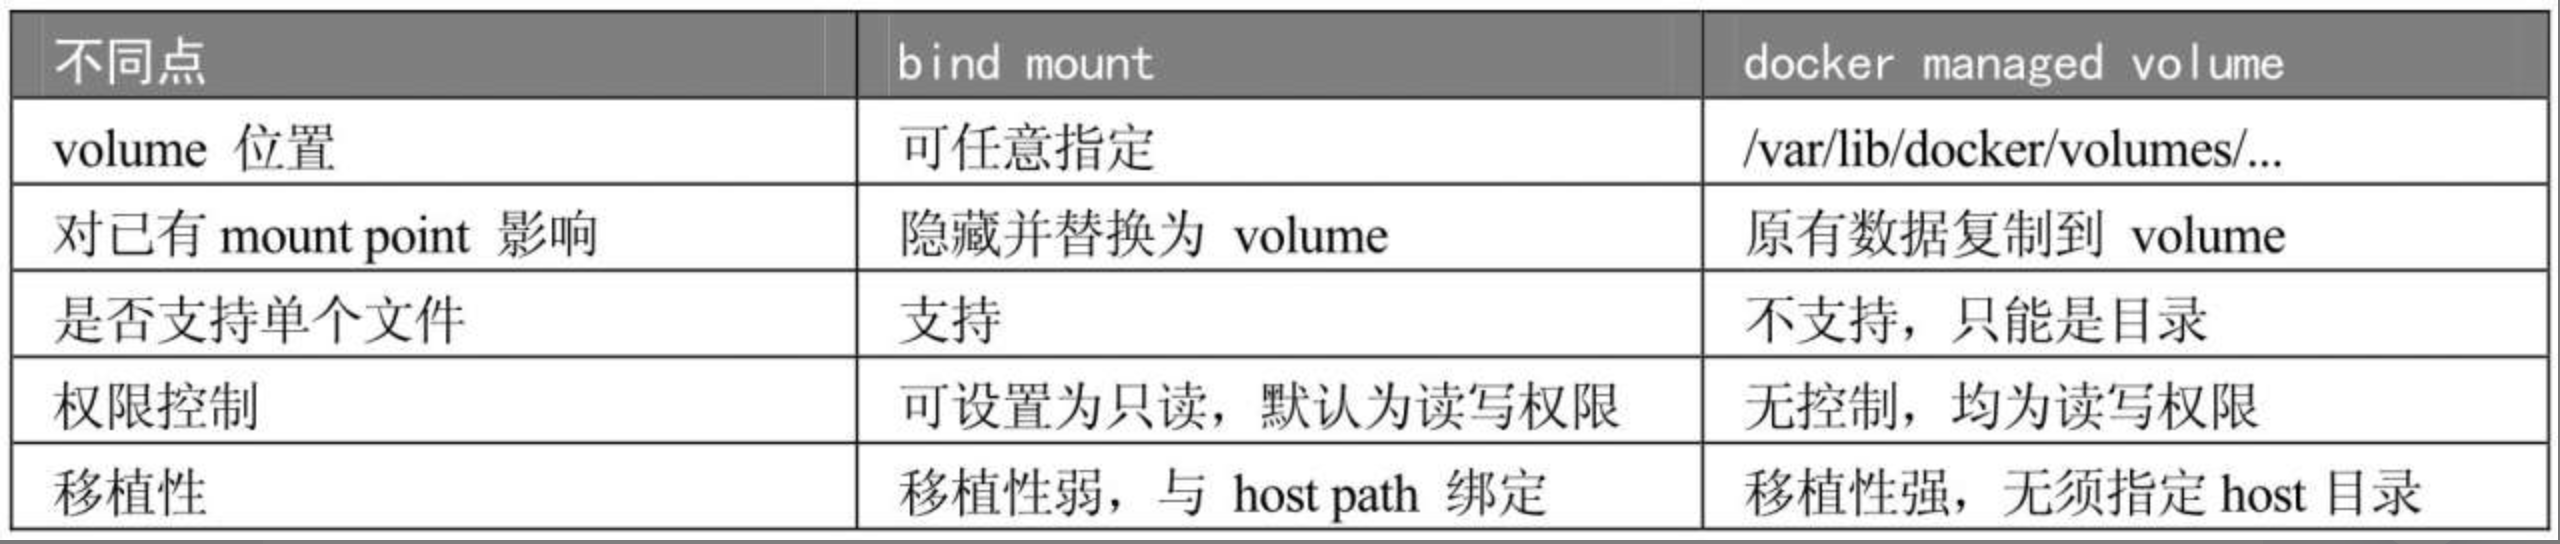 不同点 bind mount docker managed volume
volume 位置 可任意指定 /var/lib/docker/volumes/...
对已有 mount point 影响 隐藏并替换为 volume 原有数据复制到 volume
是否支持单个文件 支持 不支持，只能是目录
权限控制 可设置为只读，默认为读写权限 无控制，均为读写权限
移植性 移植性弱，与 host path 绑定 移植性强，无须指定 host 目录